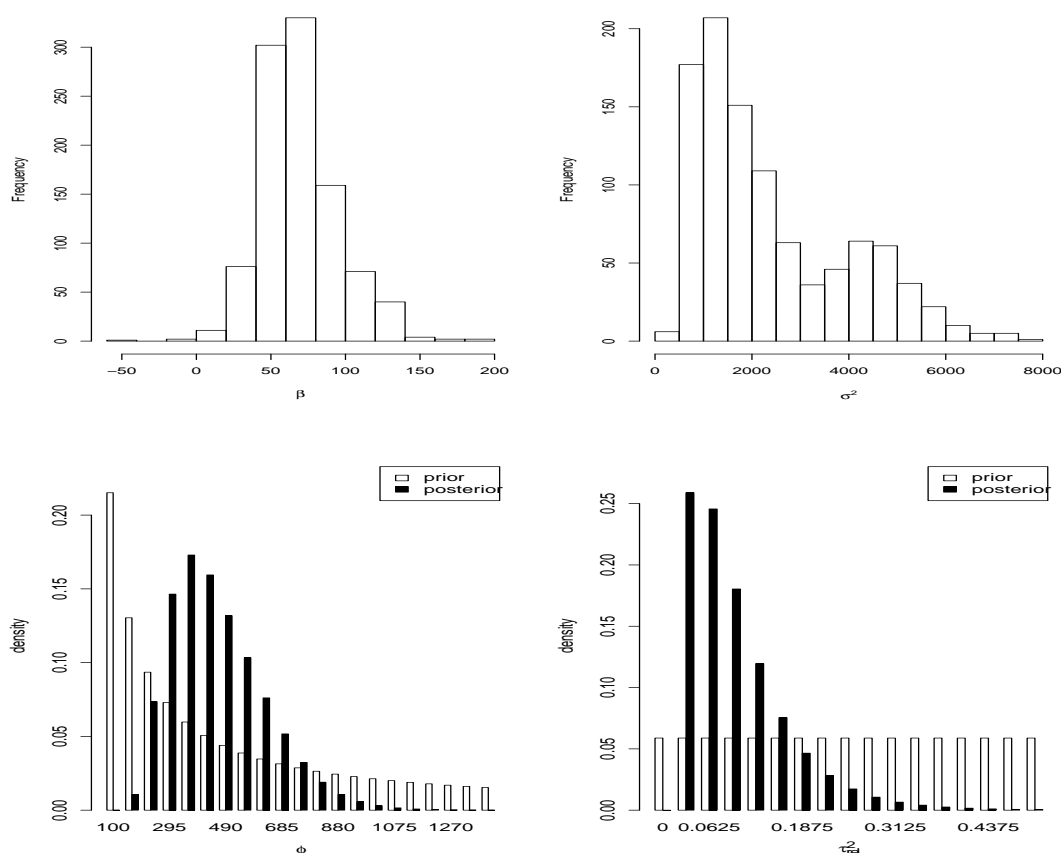 Frequency
0 50 100 150 200 250 300
−50 0 50 100 150 200
β
Frequency
0 50 100 150 200
0 2000 4000 6000 8000
σ²
density
0.00 0.05 0.10 0.15 0.20
prior
posterior
100 295 490 685 880 1075 1270
ϕ
density
0.00 0.05 0.10 0.15 0.20 0.25
prior
posterior
0 0.0625 0.1875 0.3125 0.4375
τ²rel